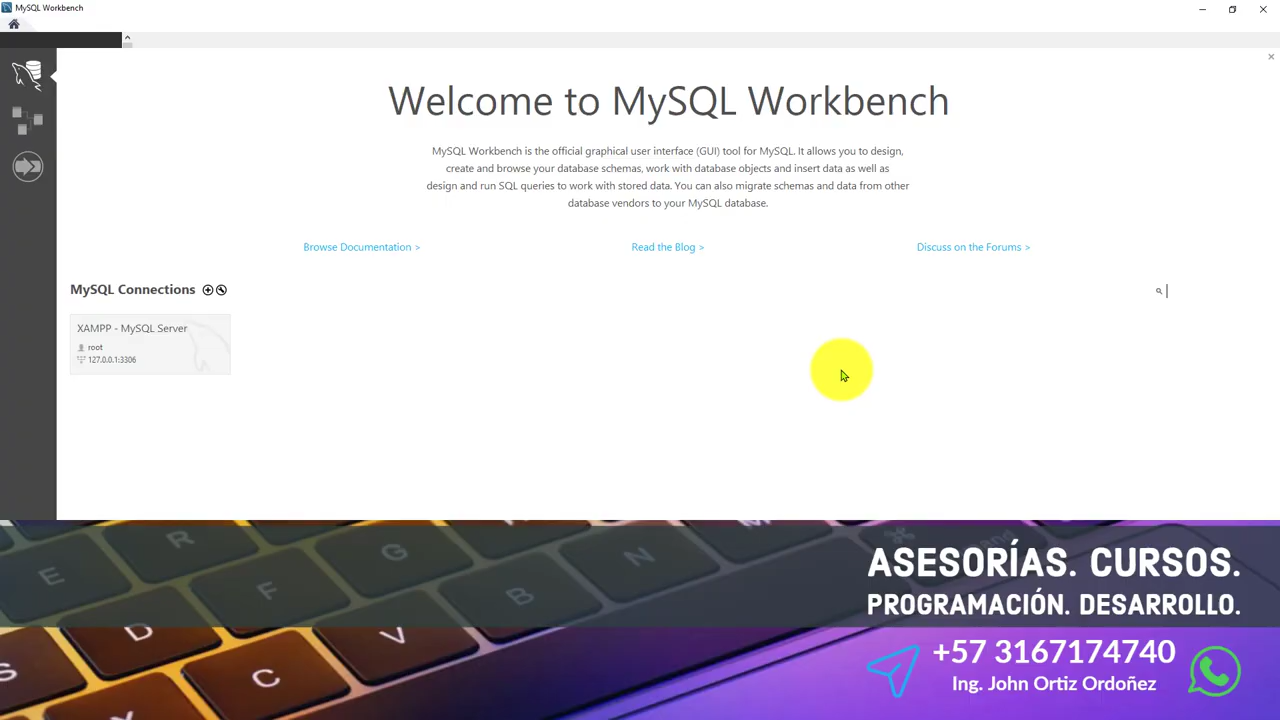 MySQL Workbench
Welcome to MySQL Workbench
MySQL Workbench is the official graphical user interface (GUI) tool for MySQL. It allows you to design,
create and browse your database schemas, work with database objects and insert data as well as
design and run SQL queries to work with stored data. You can also migrate schemas and data from other
database vendors to your MySQL database.
Browse Documentation >
Read the Blog >
Discuss on the Forums >
MySQL Connections
XAMPP - MySQL Server
root
127.0.0.1:3306
E
R
F
G
B
N
D
V
C
S
ASESORÍAS. CURSOS.
PROGRAMACIÓN. DESARROLLO.
+57 3167174740
Ing. John Ortiz Ordoñez